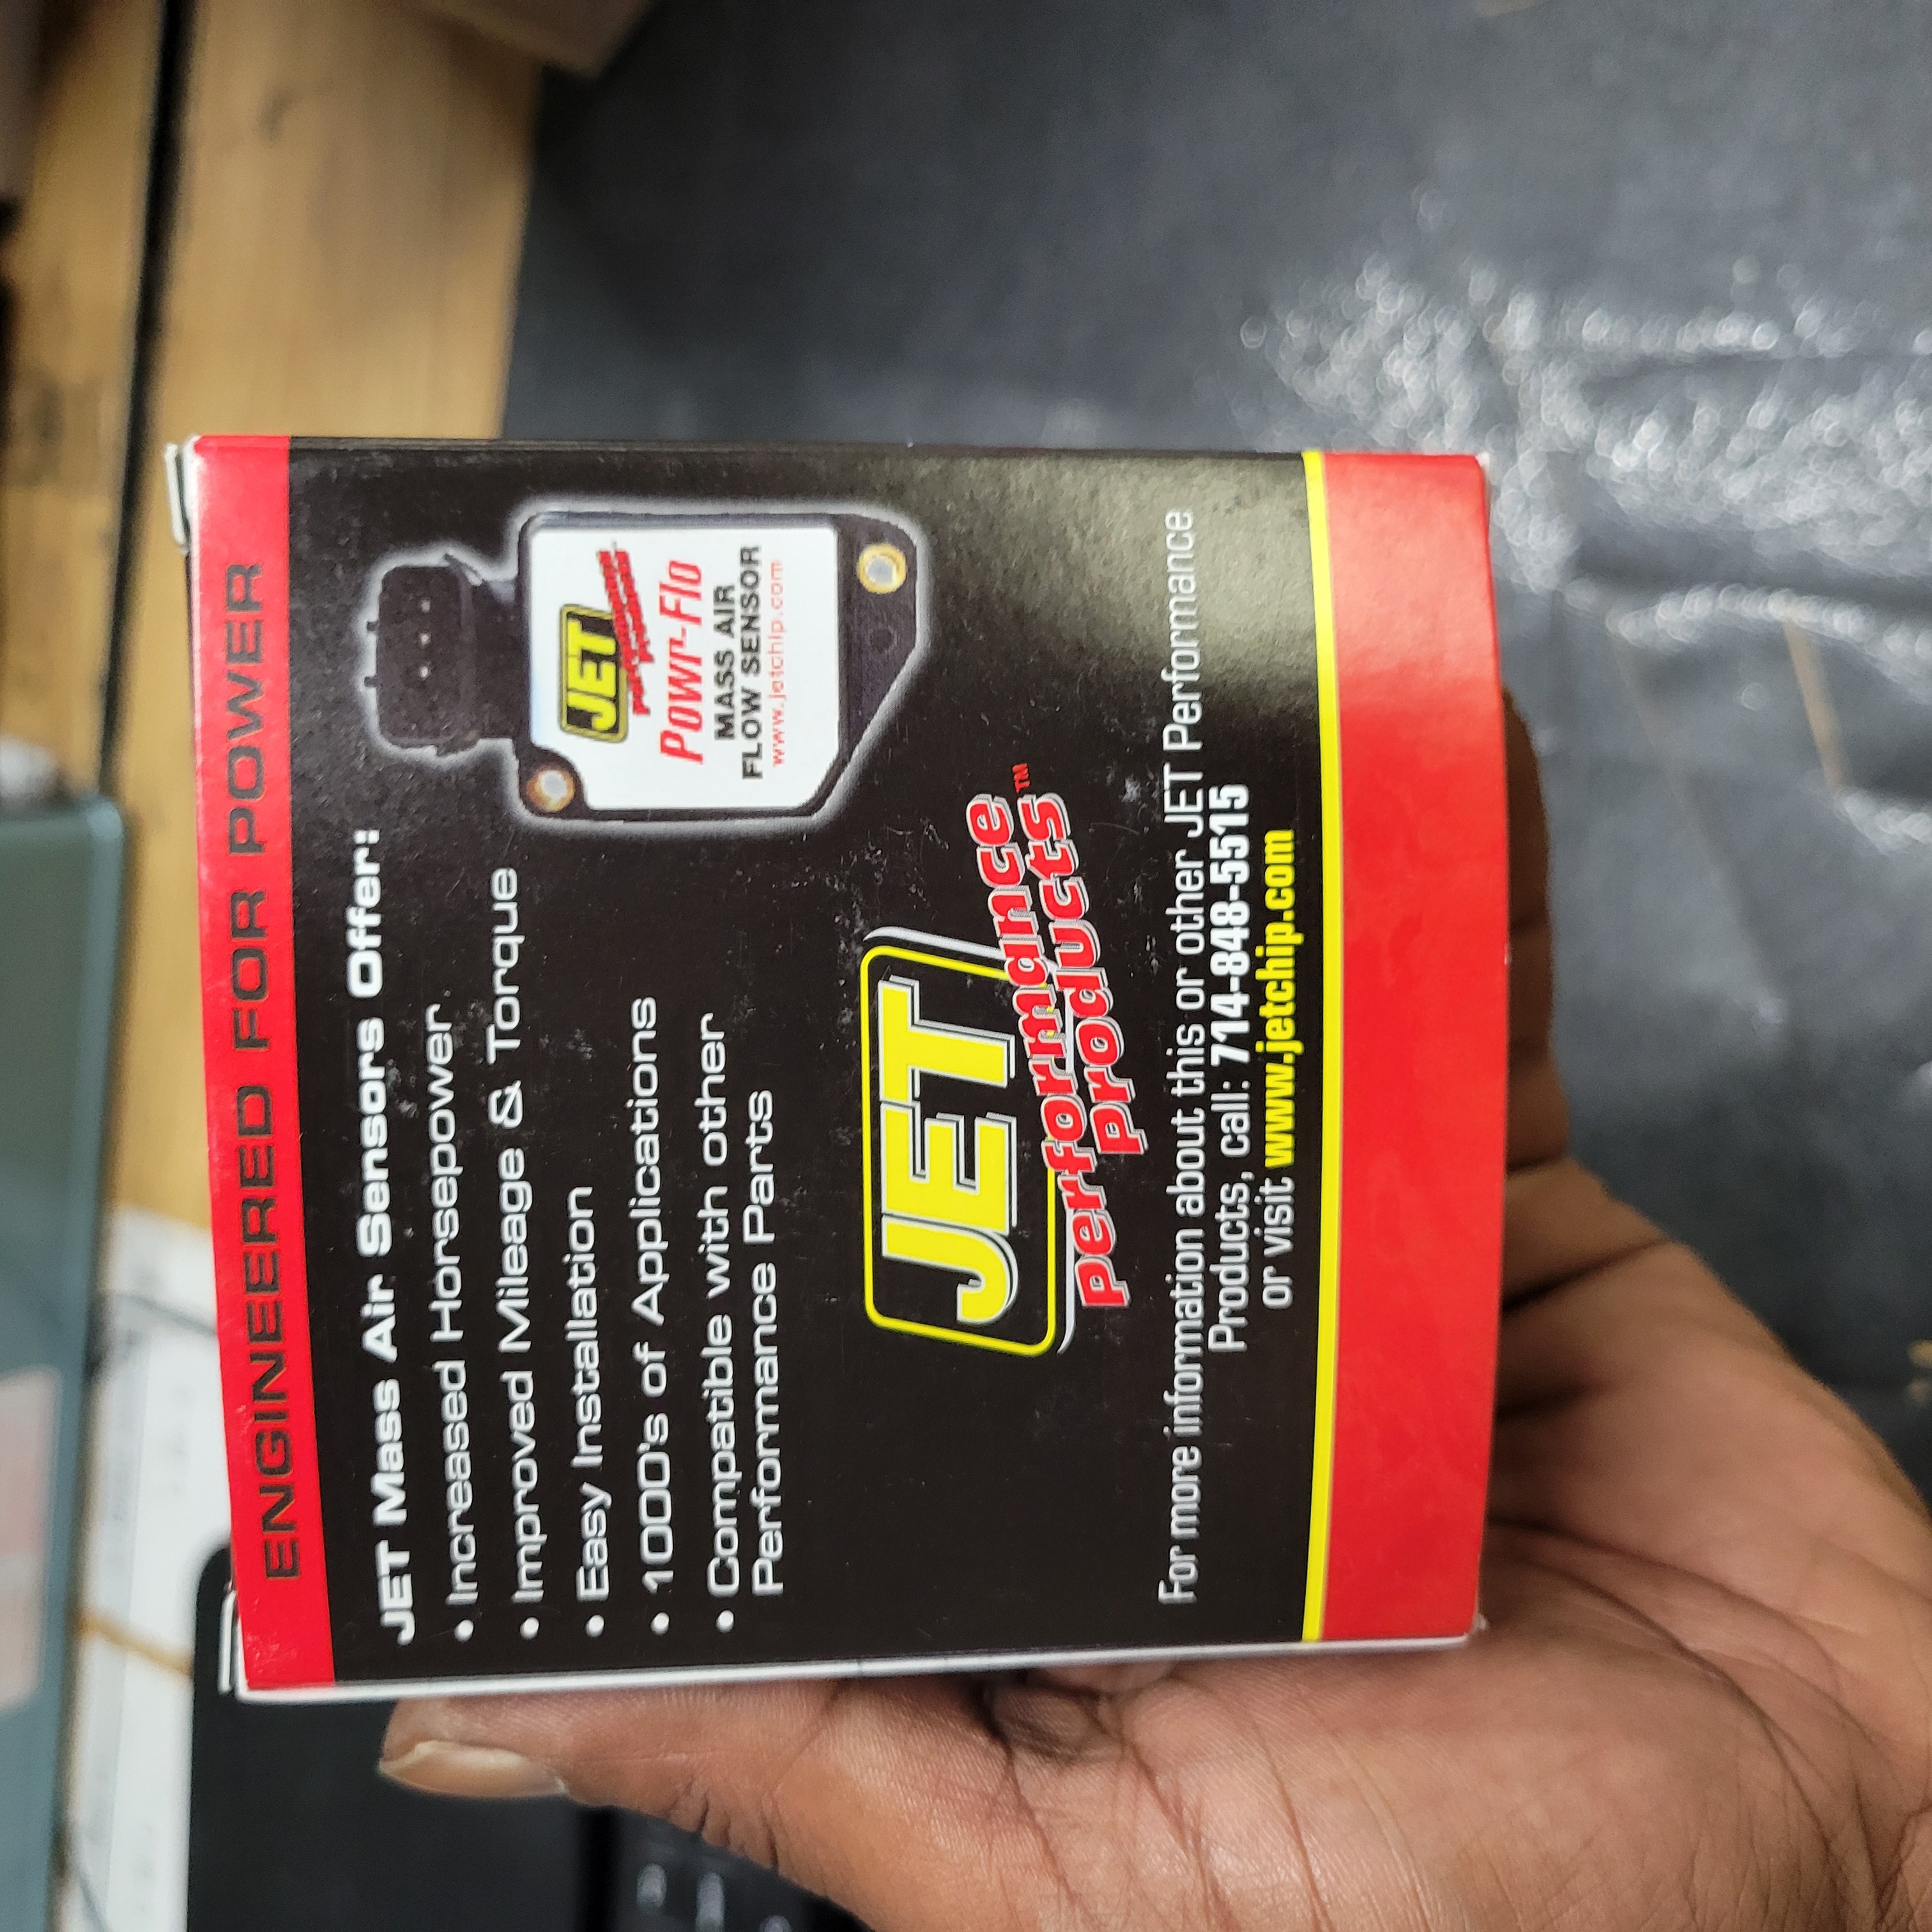 ENGINEERED FOR POWER
JET Mass Air Sensors Offer:
• Increased Horsepower
• Improved Mileage & Torque
• Easy Installation
• 1000's of Applications
• Compatible with other
Performance Parts
JET
performance
products
Powr-Flo
MASS AIR
FLOW SENSOR
www.jetchip.com
JET
performance
products™
For more information about this or other JET Performance
Products, call: 714-848-5515
or visit www.jetchip.com